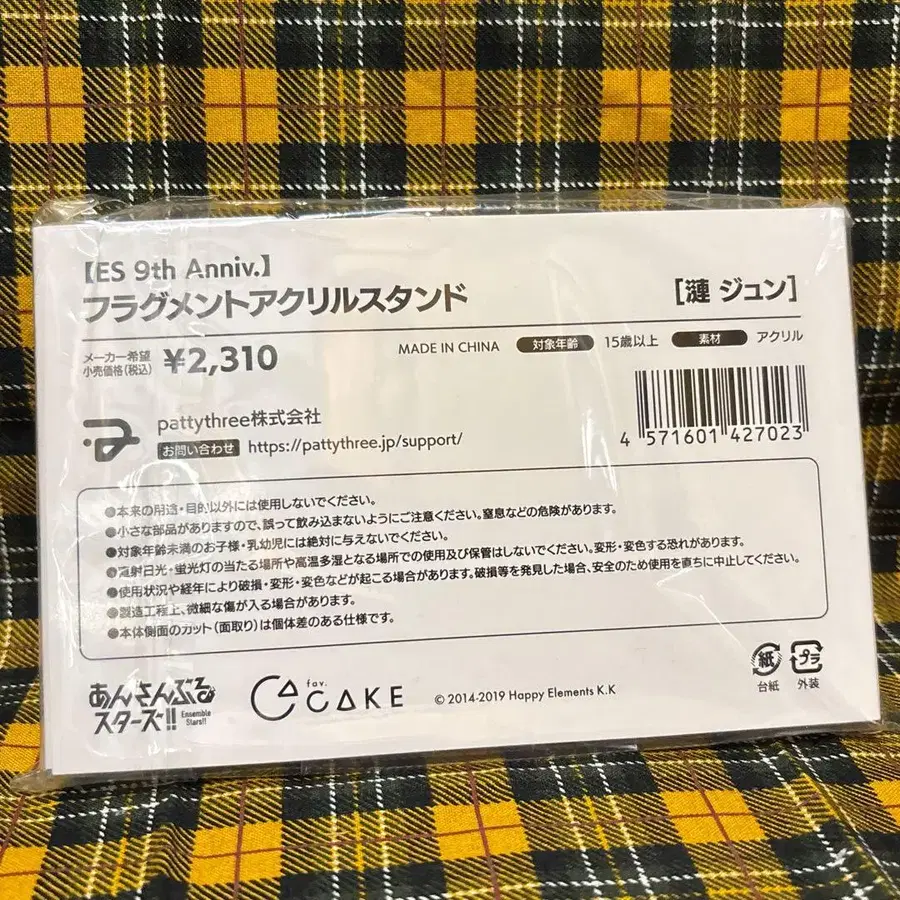 【ES 9th Anniv.】
フラグメントアクリルスタンド
[漣 ジュン]
メーカー希望
小売価格(税込)
¥2,310
MADE IN CHINA
対象年齢
15歳以上
素材
アクリル
pattythree株式会社
お問い合わせ
https://pattythree.jp/support/
4 571601 427023
●本来の用途・目的以外には使用しないでください。
●小さな部品がありますので、誤って飲み込まないようにご注意ください。窒息などの危険があります。
●対象年齢未満のお子様・乳幼児には絶対に与えないでください。
●直射日光・蛍光灯の当たる場所や高温多湿となる場所での使用及び保管はしないでください。変形・変色する恐れがあります。
●使用状況や経年により破損・変形・変色などが起こる場合があります。破損等を発見した場合、安全のため使用を直ちに中止してください。
●製造工程上、微細な傷が入る場合があります。
●本体側面のカット(面取り)は個体差のある仕様です。
あんさんぶる
スターズ!!
Ensemble
Stars!!
fav.
CAKE
© 2014-2019 Happy Elements K.K
紙
台紙
プラ
外装